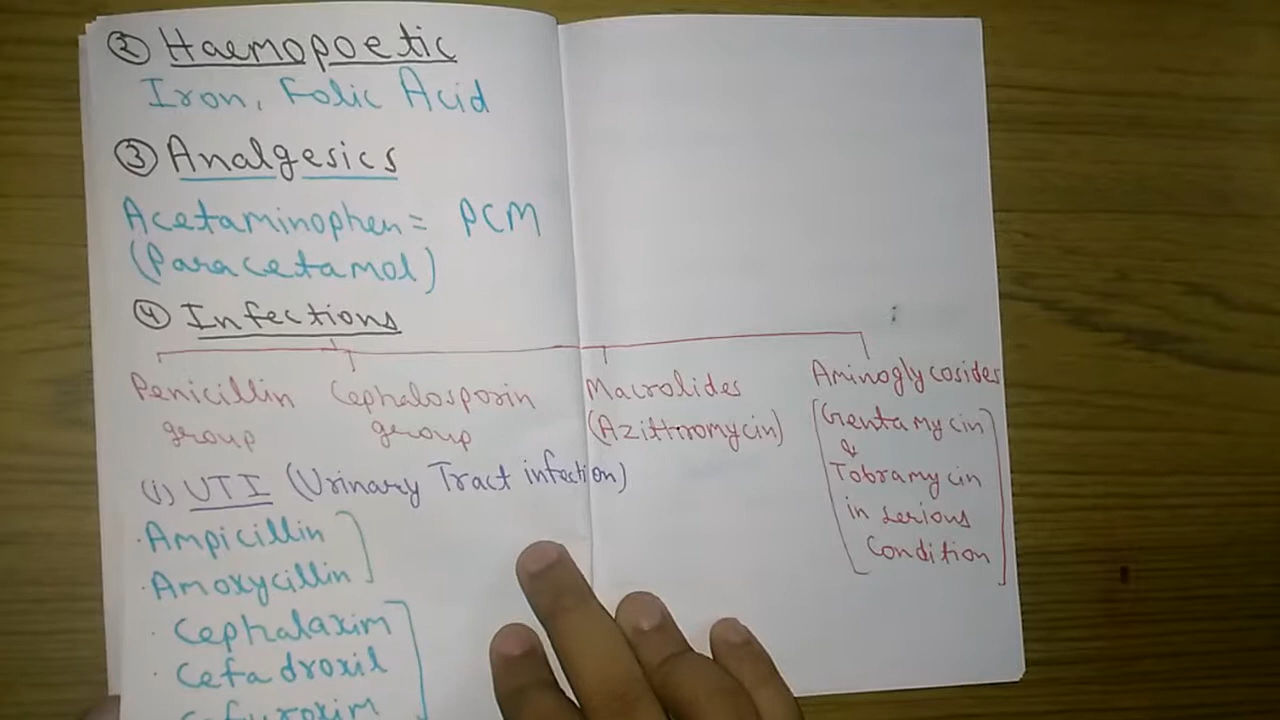 ② Haemopoetic
Iron, Folic Acid
③ Analgesics
Acetaminophen = PCM
(Paracetamol)
④ Infections
Penicillin group
Cephalosporin group
Macrolides
(Azithromycin)
Aminoglycosides
[Gentamycin
&
Tobramycin
in serious
Condition]
(i) UTI (Urinary Tract infection)
· Ampicillin
· Amoxycillin
· Cephalaxim
· Cefadroxil
Cefuroxim